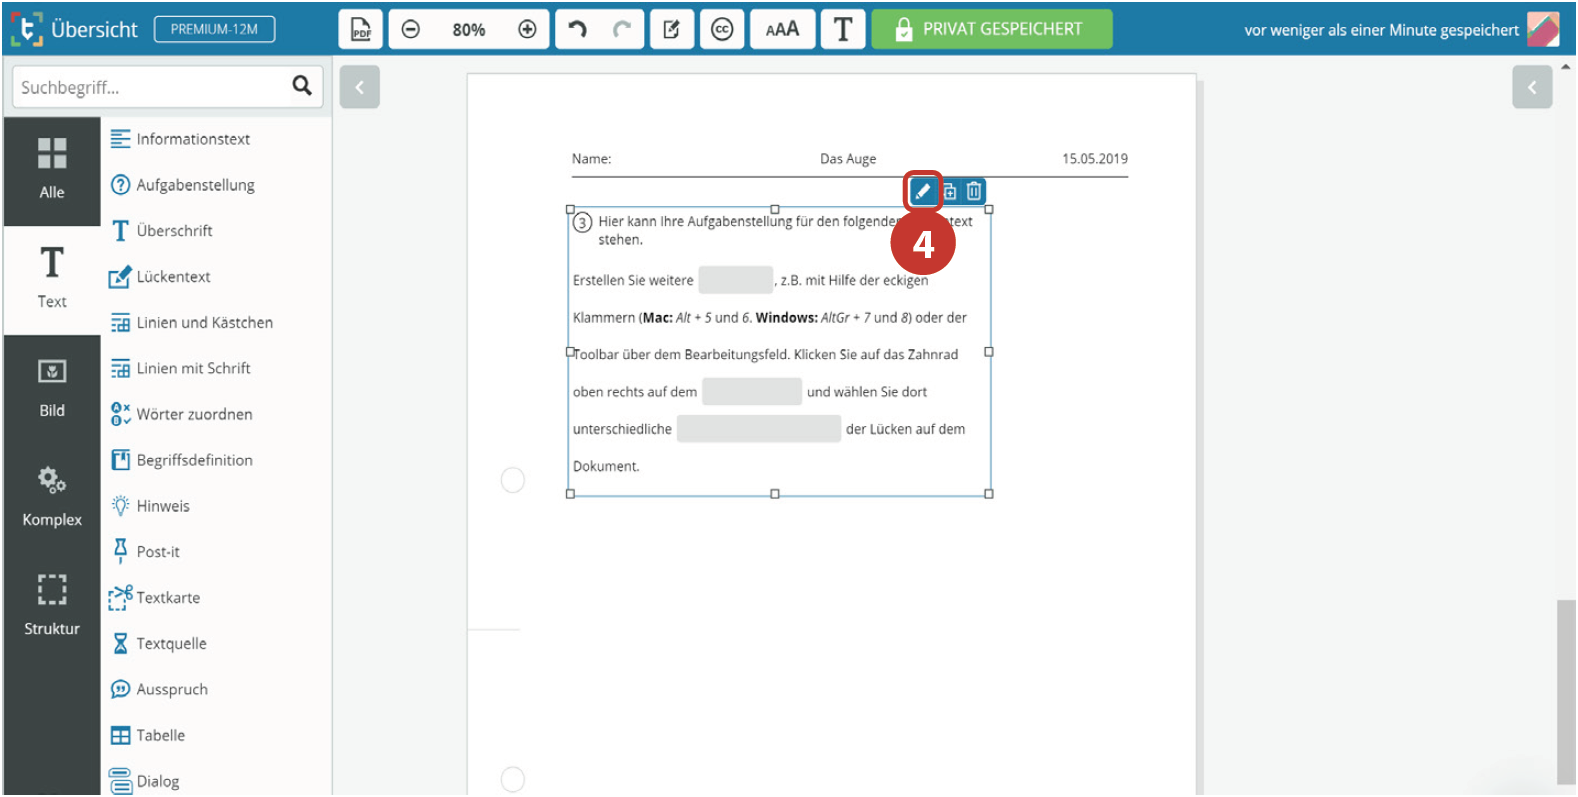 Übersicht
PREMIUM-12M
PDF
80%
cc
AAA
T
PRIVAT GESPEICHERT
vor weniger als einer Minute gespeichert
Suchbegriff...
Alle
Text
Bild
Komplex
Struktur
Informationstext
Aufgabenstellung
Überschrift
Lückentext
Linien und Kästchen
Linien mit Schrift
Wörter zuordnen
Begriffsdefinition
Hinweis
Post-it
Textkarte
Textquelle
Ausspruch
Tabelle
Dialog
Name:
Das Auge
15.05.2019
4
3 Hier kann Ihre Aufgabenstellung für den text
stehen.
Erstellen Sie weitere , z.B. mit Hilfe der eckigen
Klammern (Mac: Alt + 5 und 6. Windows: AltGr + 7 und 8) oder der
Toolbar über dem Bearbeitungsfeld. Klicken Sie auf das Zahnrad
oben rechts auf dem und wählen Sie dort
unterschiedliche der Lücken auf dem
Dokument.